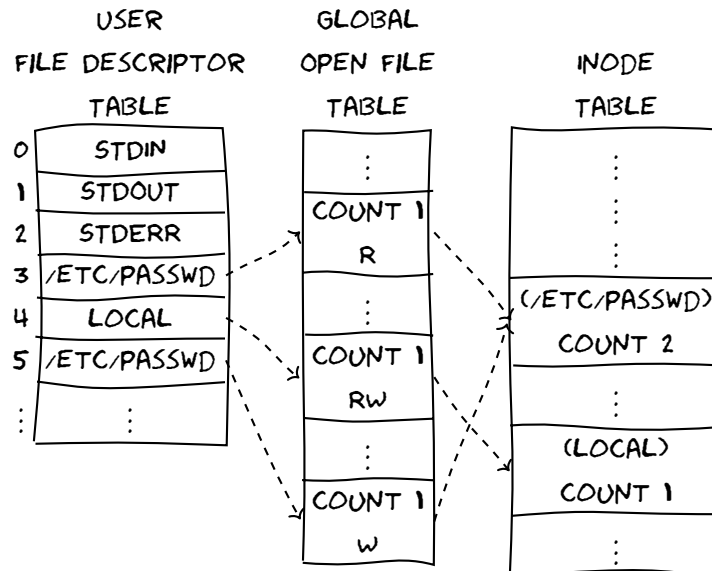 USER
FILE DESCRIPTOR
TABLE
0 STDIN
1 STDOUT
2 STDERR
3 /ETC/PASSWD
4 LOCAL
5 /ETC/PASSWD
⋮ ⋮
GLOBAL
OPEN FILE
TABLE
⋮
COUNT 1
R
⋮
COUNT 1
RW
⋮
COUNT 1
W
INODE
TABLE
⋮
⋮
⋮
(/ETC/PASSWD)
COUNT 2
⋮
(LOCAL)
COUNT 1
⋮